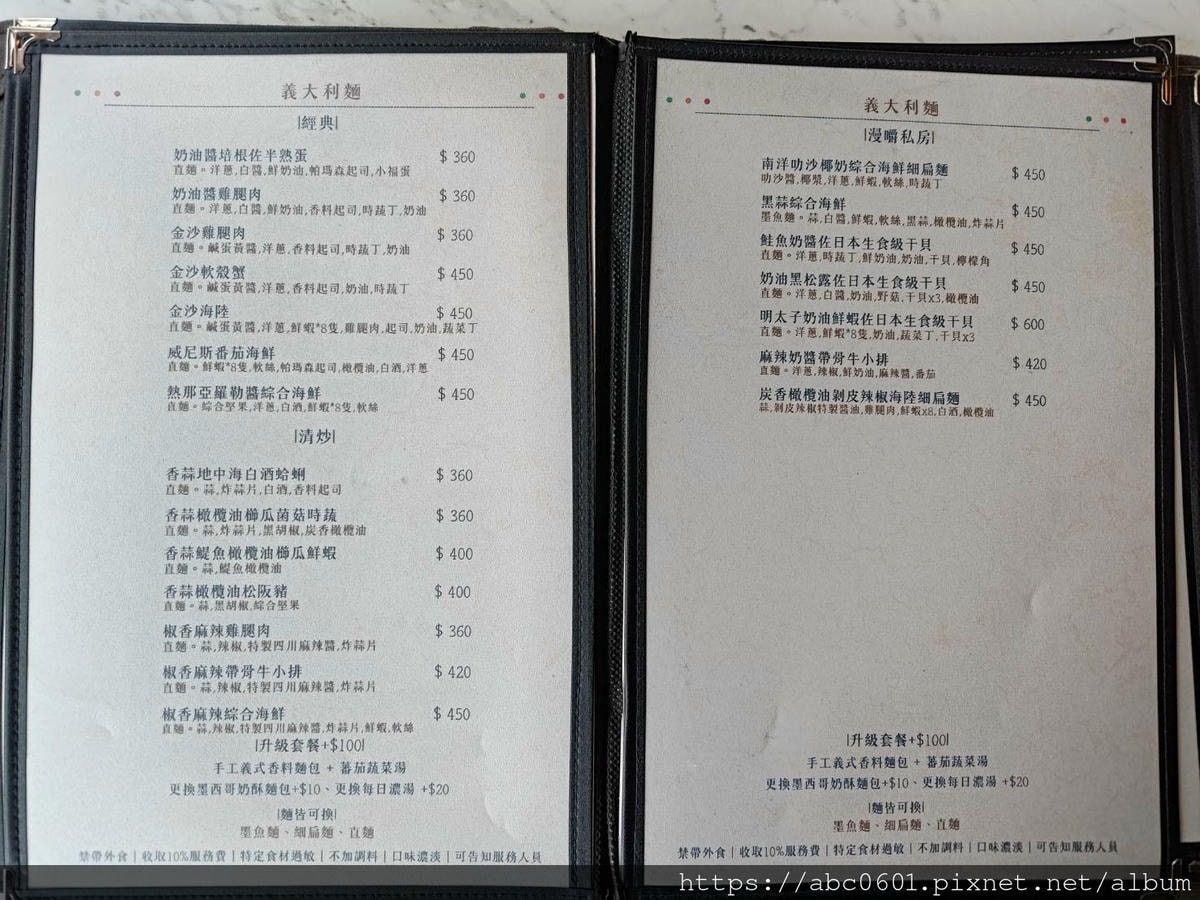 義大利麵
|經典|
奶油醬培根佐半熟蛋 $ 360
直麵。洋蔥,白醬,鮮奶油,帕瑪森起司,小福蛋
奶油醬雞腿肉 $ 360
直麵。洋蔥,白醬,鮮奶油,香料起司,時蔬丁,奶油
金沙雞腿肉 $ 360
直麵。鹹蛋黃醬,洋蔥,香料起司,時蔬丁,奶油
金沙軟殼蟹 $ 450
直麵。鹹蛋黃醬,洋蔥,香料起司,奶油,時蔬丁
金沙海陸 $ 450
直麵。鹹蛋黃醬,洋蔥,鮮蝦*8隻,雞腿肉,起司,奶油,蔬菜丁
威尼斯番茄海鮮 $ 450
直麵。鮮蝦*8隻,軟絲,帕瑪森起司,橄欖油,白酒,洋蔥
熱那亞羅勒醬綜合海鮮 $ 450
直麵。綜合堅果,洋蔥,白酒,鮮蝦*8隻,軟絲
|清炒|
香蒜地中海白酒蛤蜊 $ 360
直麵。蒜,炸蒜片,白酒,香料起司
香蒜橄欖油櫛瓜菌菇時蔬 $ 360
直麵。蒜,炸蒜片,黑胡椒,炭香橄欖油
香蒜鯷魚橄欖油櫛瓜鮮蝦 $ 400
直麵。蒜,鯷魚橄欖油
香蒜橄欖油松阪豬 $ 400
直麵。蒜,黑胡椒,綜合堅果
椒香麻辣雞腿肉 $ 360
直麵。蒜,辣椒,特製四川麻辣醬,炸蒜片
椒香麻辣帶骨牛小排 $ 420
直麵。蒜,辣椒,特製四川麻辣醬,炸蒜片
椒香麻辣綜合海鮮 $ 450
直麵。蒜,辣椒,特製四川麻辣醬,炸蒜片,鮮蝦,軟絲
|升級套餐+$100|
手工義式香料麵包 + 蕃茄蔬菜湯
更換墨西哥奶酥麵包+$10、更換每日濃湯 +$20
|麵皆可換|
墨魚麵、細扁麵、直麵
禁帶外食 | 收取10%服務費 | 特定食材過敏 | 不加調料 | 口味濃淡 | 可告知服務人員
義大利麵
|漫嚼私房|
南洋叻沙椰奶綜合海鮮細扁麵 $ 450
叻沙醬,椰漿,洋蔥,鮮蝦,軟絲,時蔬丁
黑蒜綜合海鮮 $ 450
墨魚麵。蒜,白醬,鮮蝦,軟絲,黑蒜,橄欖油,炸蒜片
鮭魚奶醬佐日本生食級干貝 $ 450
直麵。洋蔥,時蔬丁,鮮奶油,奶油,干貝,檸檬角
奶油黑松露佐日本生食級干貝 $ 450
直麵。洋蔥,白醬,奶油,野菇,干貝x3,橄欖油
明太子奶油鮮蝦佐日本生食級干貝 $ 600
直麵。洋蔥,鮮蝦*8隻,奶油,蔬菜丁,干貝x3
麻辣奶醬帶骨牛小排 $ 420
直麵。洋蔥,辣椒,鮮奶油,麻辣醬,番茄
炭香橄欖油剝皮辣椒海陸細扁麵 $ 450
蒜,剝皮辣椒特製醬油,雞腿肉,鮮蝦x8,白酒,橄欖油
|升級套餐+$100|
手工義式香料麵包 + 蕃茄蔬菜湯
更換墨西哥奶酥麵包+$10、更換每日濃湯 +$20
|麵皆可換|
墨魚麵、細扁麵、直麵
禁帶外食 | 收取10%服務費 | 特定食材過敏 | 不加調料 | 口味濃淡 | 可告知服務人員
https://abc0601.pixnet.net/album